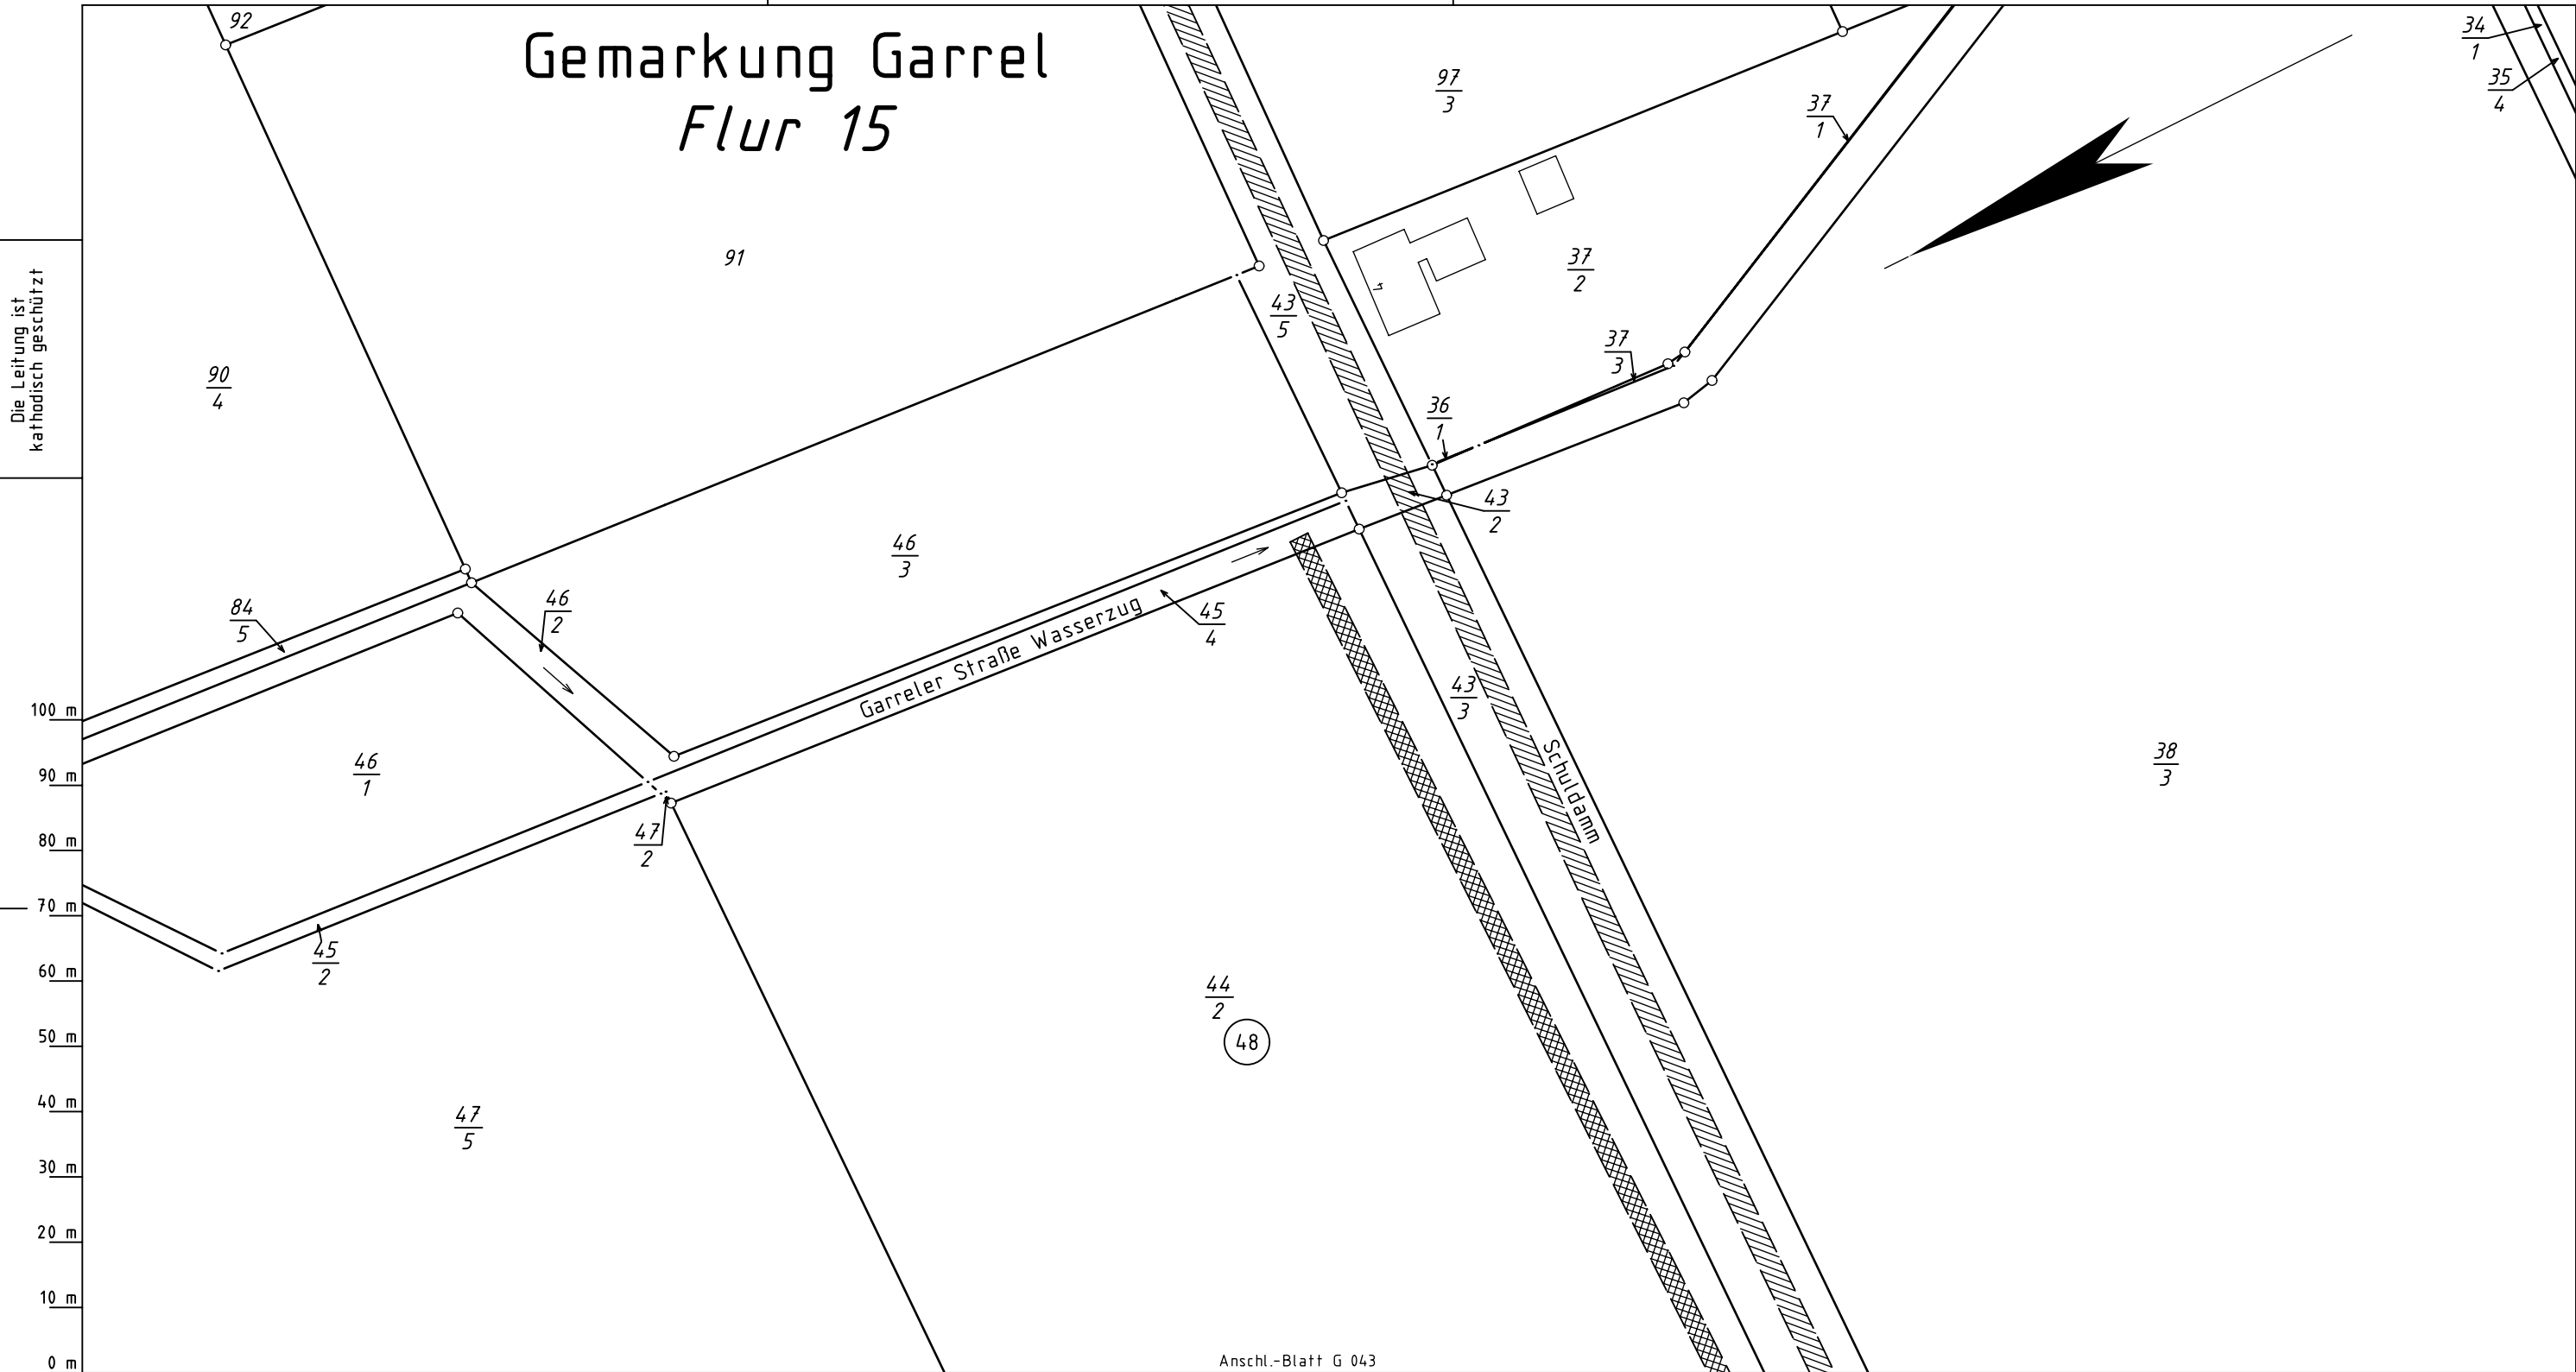 92
Gemarkung Garrel
Flur 15
34
1
35
4
97
3
37
1
91
37
2
43
5
Die Leitung ist
kathodisch geschützt
90
4
37
3
36
1
43
2
46
3
84
5
46
2
45
4
Garreler Straße Wasserzug
43
3
Schuldamm
38
3
100 m
90 m
80 m
70 m
60 m
50 m
40 m
30 m
20 m
10 m
0 m
46
1
47
2
45
2
44
2
48
47
5
Anschl.-Blatt G 043